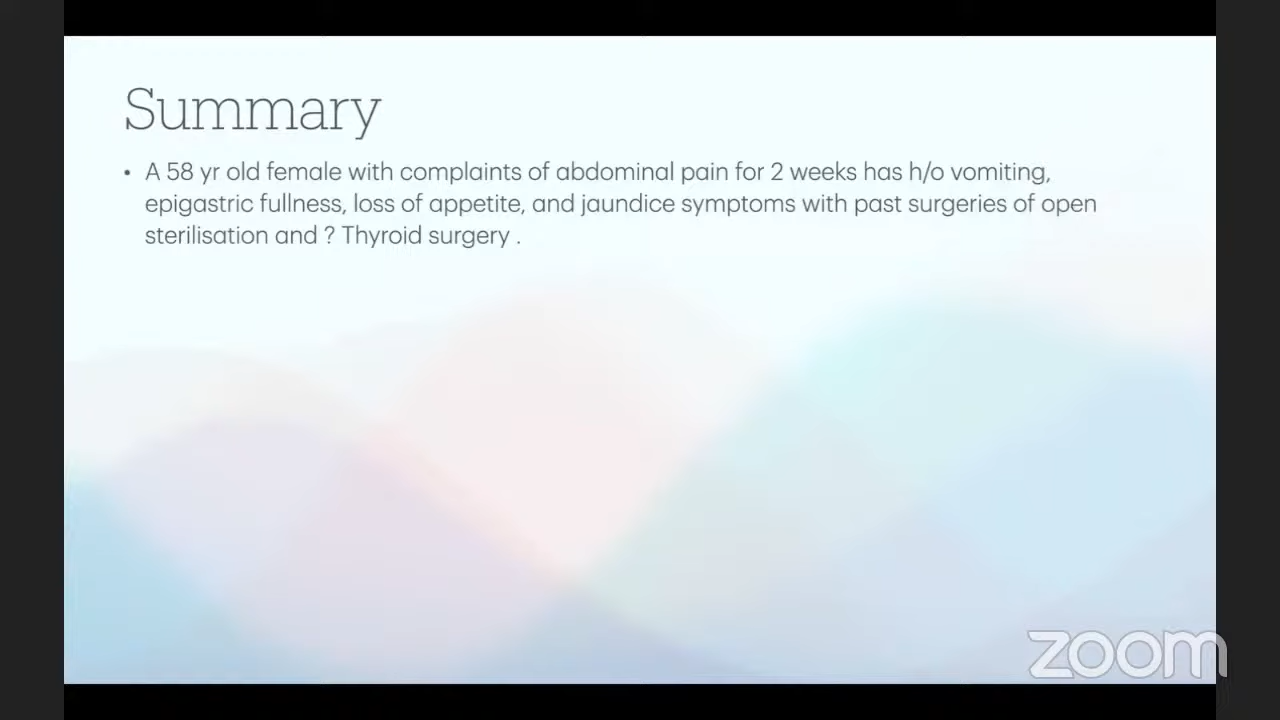 Summary
• A 58 yr old female with complaints of abdominal pain for 2 weeks has h/o vomiting,
epigastric fullness, loss of appetite, and jaundice symptoms with past surgeries of open
sterilisation and ? Thyroid surgery .
zoom